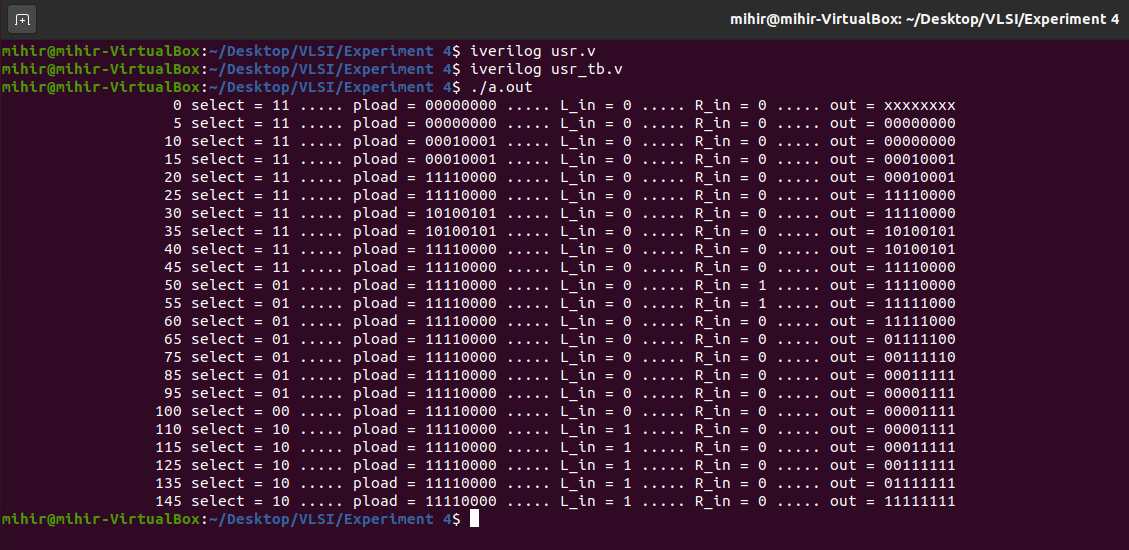 mihir@mihir-VirtualBox: ~/Desktop/VLSI/Experiment 4
mihir@mihir-VirtualBox:~/Desktop/VLSI/Experiment 4$ iverilog usr.v
mihir@mihir-VirtualBox:~/Desktop/VLSI/Experiment 4$ iverilog usr_tb.v
mihir@mihir-VirtualBox:~/Desktop/VLSI/Experiment 4$ ./a.out
0 select = 11 ..... pload = 00000000 ..... L_in = 0 ..... R_in = 0 ..... out = xxxxxxxx
5 select = 11 ..... pload = 00000000 ..... L_in = 0 ..... R_in = 0 ..... out = 00000000
10 select = 11 ..... pload = 00010001 ..... L_in = 0 ..... R_in = 0 ..... out = 00000000
15 select = 11 ..... pload = 00010001 ..... L_in = 0 ..... R_in = 0 ..... out = 00010001
20 select = 11 ..... pload = 11110000 ..... L_in = 0 ..... R_in = 0 ..... out = 00010001
25 select = 11 ..... pload = 11110000 ..... L_in = 0 ..... R_in = 0 ..... out = 11110000
30 select = 11 ..... pload = 10100101 ..... L_in = 0 ..... R_in = 0 ..... out = 11110000
35 select = 11 ..... pload = 10100101 ..... L_in = 0 ..... R_in = 0 ..... out = 10100101
40 select = 11 ..... pload = 11110000 ..... L_in = 0 ..... R_in = 0 ..... out = 10100101
45 select = 11 ..... pload = 11110000 ..... L_in = 0 ..... R_in = 0 ..... out = 11110000
50 select = 01 ..... pload = 11110000 ..... L_in = 0 ..... R_in = 1 ..... out = 11110000
55 select = 01 ..... pload = 11110000 ..... L_in = 0 ..... R_in = 1 ..... out = 11111000
60 select = 01 ..... pload = 11110000 ..... L_in = 0 ..... R_in = 0 ..... out = 11111000
65 select = 01 ..... pload = 11110000 ..... L_in = 0 ..... R_in = 0 ..... out = 01111100
75 select = 01 ..... pload = 11110000 ..... L_in = 0 ..... R_in = 0 ..... out = 00111110
85 select = 01 ..... pload = 11110000 ..... L_in = 0 ..... R_in = 0 ..... out = 00011111
95 select = 01 ..... pload = 11110000 ..... L_in = 0 ..... R_in = 0 ..... out = 00001111
100 select = 00 ..... pload = 11110000 ..... L_in = 0 ..... R_in = 0 ..... out = 00001111
110 select = 10 ..... pload = 11110000 ..... L_in = 1 ..... R_in = 0 ..... out = 00001111
115 select = 10 ..... pload = 11110000 ..... L_in = 1 ..... R_in = 0 ..... out = 00011111
125 select = 10 ..... pload = 11110000 ..... L_in = 1 ..... R_in = 0 ..... out = 00111111
135 select = 10 ..... pload = 11110000 ..... L_in = 1 ..... R_in = 0 ..... out = 01111111
145 select = 10 ..... pload = 11110000 ..... L_in = 1 ..... R_in = 0 ..... out = 11111111
mihir@mihir-VirtualBox:~/Desktop/VLSI/Experiment 4$